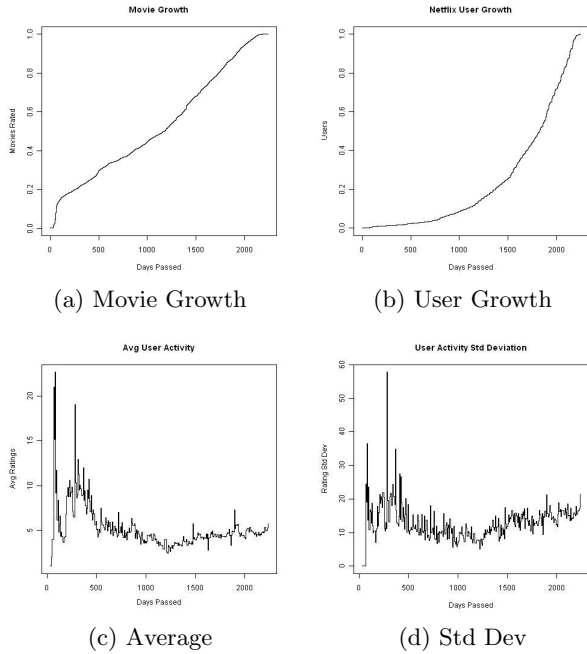 Movie Growth
Movies Rated
0.0 0.2 0.4 0.6 0.8 1.0
0 500 1000 1500 2000
Days Passed
(a) Movie Growth
Netflix User Growth
Users
0.0 0.2 0.4 0.6 0.8 1.0
0 500 1000 1500 2000
Days Passed
(b) User Growth
Avg User Activity
Avg Ratings
5 10 15 20
0 500 1000 1500 2000
Days Passed
(c) Average
User Activity Std Deviation
Rating Std Dev
0 10 20 30 40 50 60
0 500 1000 1500 2000
Days Passed
(d) Std Dev